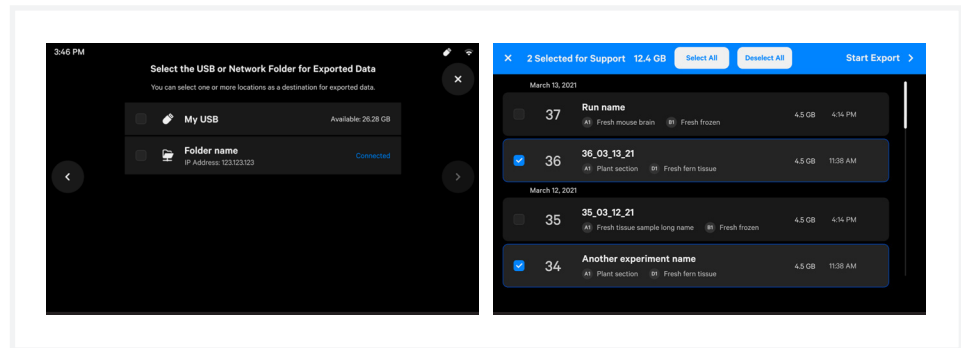 3:46 PM
Select the USB or Network Folder for Exported Data
You can select one or more locations as a destination for exported data.
My USB
Available: 26.28 GB
Folder name
IP Address: 123.123.123
Connected
2 Selected for Support 12.4 GB
Select All
Deselect All
Start Export
March 13, 2021
37
Run name
A1 Fresh mouse brain B1 Fresh frozen
4.5 GB 4:14 PM
36
36_03_13_21
A1 Plant section D1 Fresh fern tissue
4.5 GB 11:38 AM
March 12, 2021
35
35_03_12_21
A1 Fresh tissue sample long name B1 Fresh frozen
4.5 GB 4:14 PM
34
Another experiment name
A1 Plant section D1 Fresh fern tissue
4.5 GB 11:38 AM